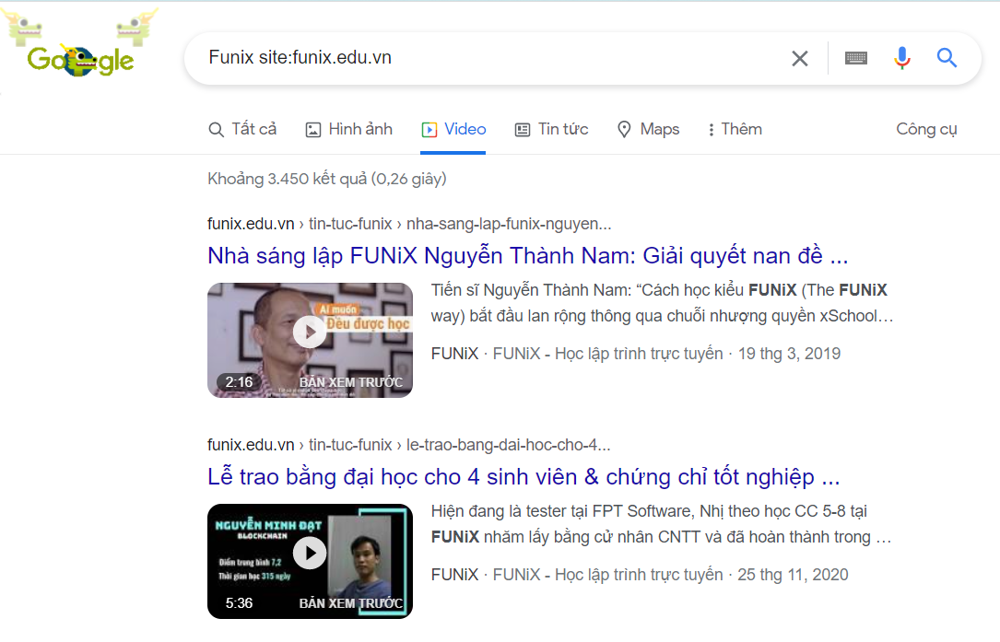 Google
Funix site:funix.edu.vn
Tất cả Hình ảnh Video Tin tức Maps Thêm Công cụ
Khoảng 3.450 kết quả (0,26 giây)
funix.edu.vn › tin-tuc-funix › nha-sang-lap-funix-nguyen...
Nhà sáng lập FUNiX Nguyễn Thành Nam: Giải quyết nan đề ...
AI muốn
Đều được học
2:16 BẢN XEM TRƯỚC
Tiến sĩ Nguyễn Thành Nam: “Cách học kiểu FUNiX (The FUNiX
way) bắt đầu lan rộng thông qua chuỗi nhượng quyền xSchool…
FUNiX · FUNiX - Học lập trình trực tuyến · 19 thg 3, 2019
funix.edu.vn › tin-tuc-funix › le-trao-bang-dai-hoc-cho-4...
Lễ trao bằng đại học cho 4 sinh viên & chứng chỉ tốt nghiệp ...
NGUYỄN MINH ĐẠT
BLOCKCHAIN
Điểm trung bình 7,2
Thời gian học 315 ngày
5:36 BẢN XEM TRƯỚC
Hiện đang là tester tại FPT Software, Nhị theo học CC 5-8 tại
FUNiX nhăm lấy bằng cử nhân CNTT và đã hoàn thành trong …
FUNiX · FUNiX - Học lập trình trực tuyến · 25 thg 11, 2020